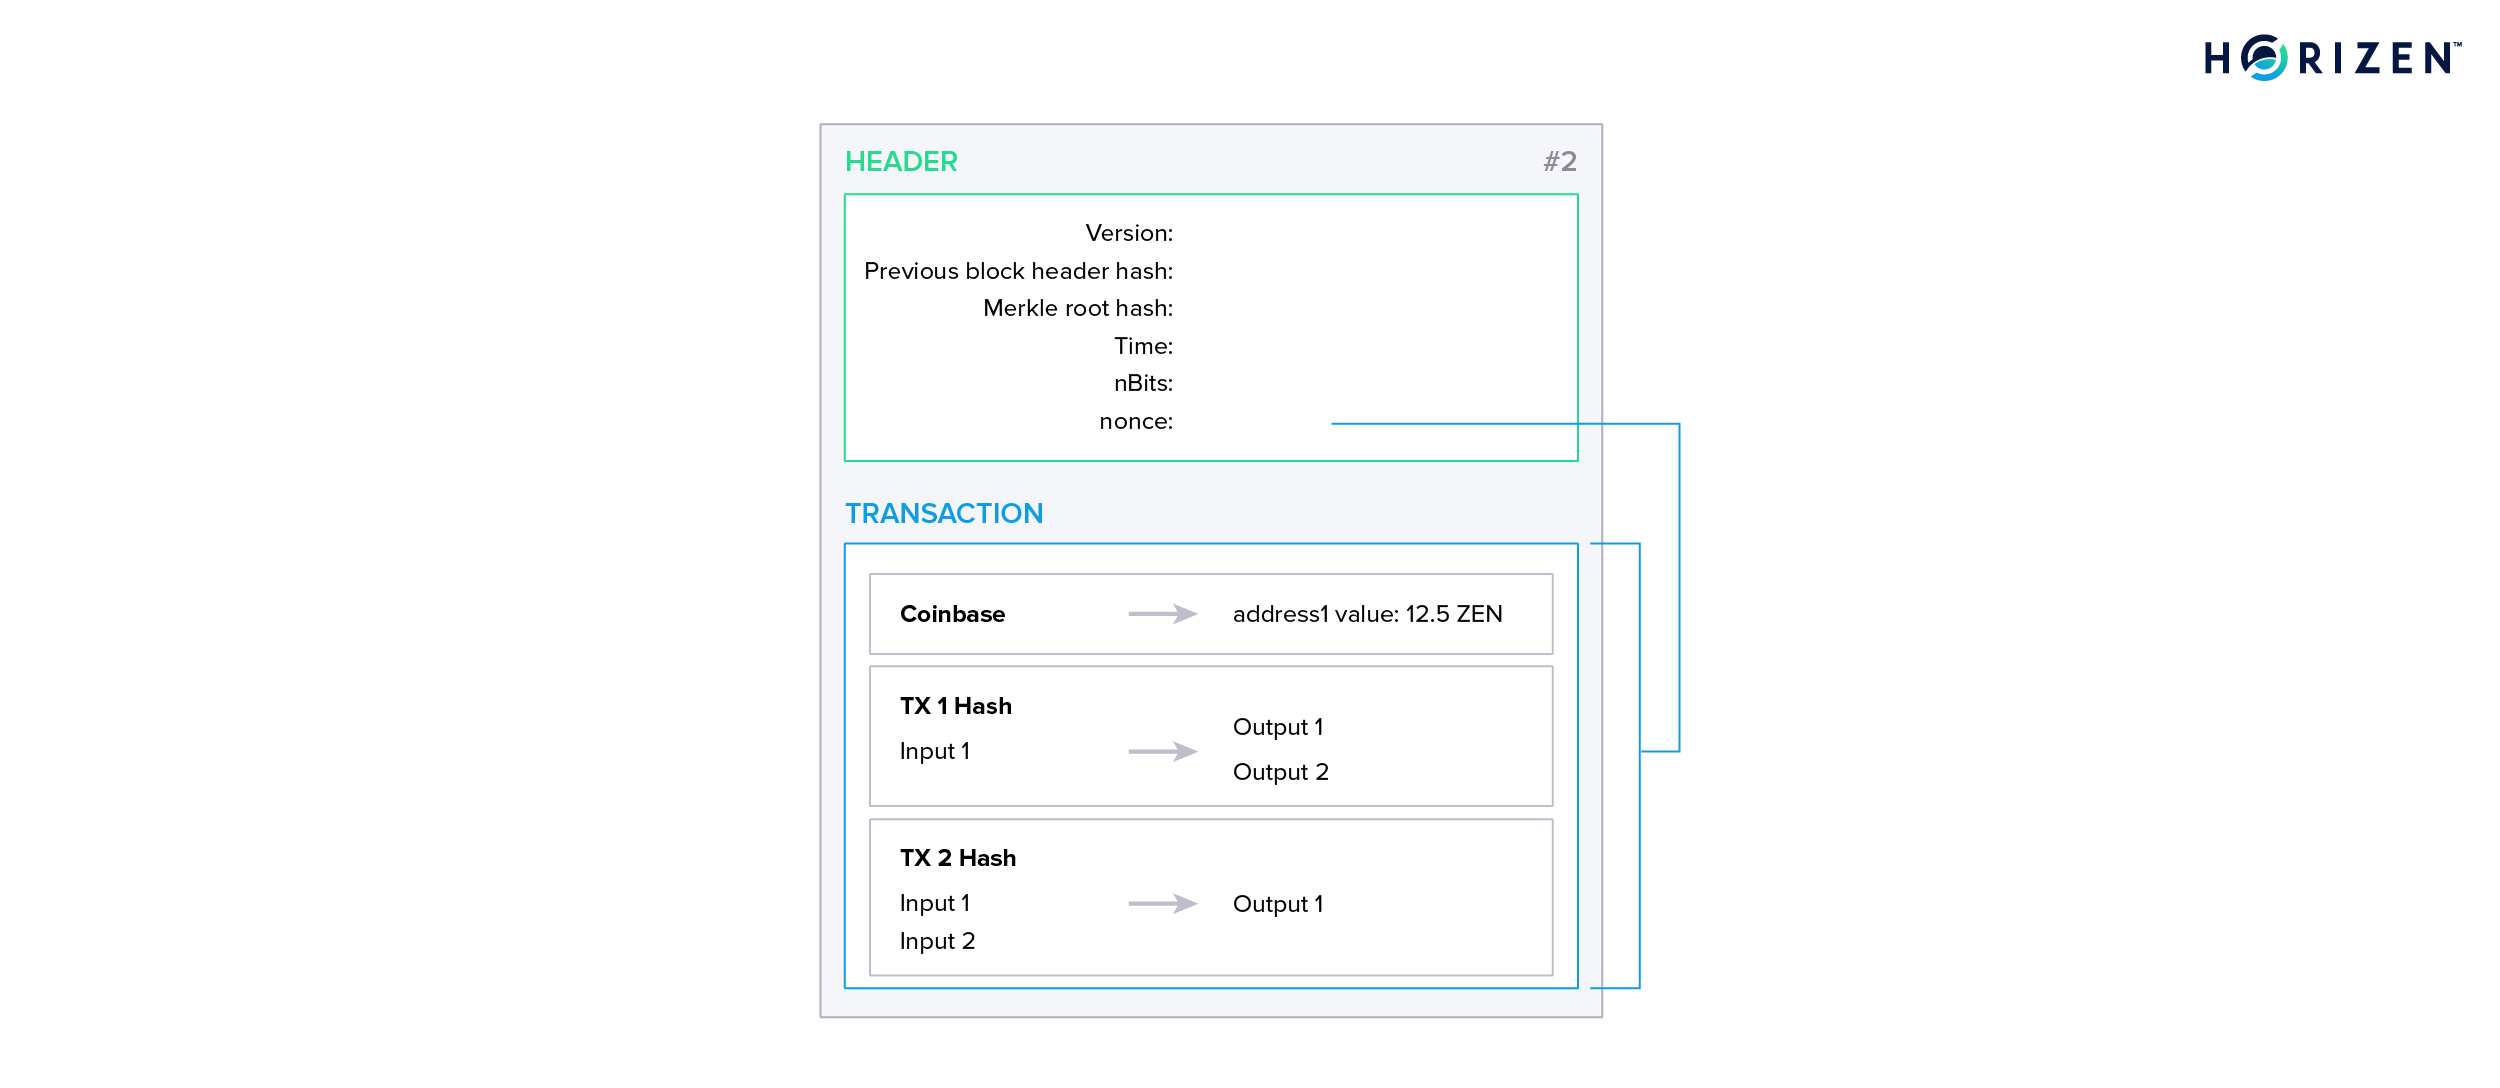 HORIZEN™
HEADER #2
Version:
Previous block header hash:
Merkle root hash:
Time:
nBits:
nonce:
TRANSACTION
Coinbase address1 value: 12.5 ZEN
TX 1 Hash
Input 1
Output 1
Output 2
TX 2 Hash
Input 1 Output 1
Input 2